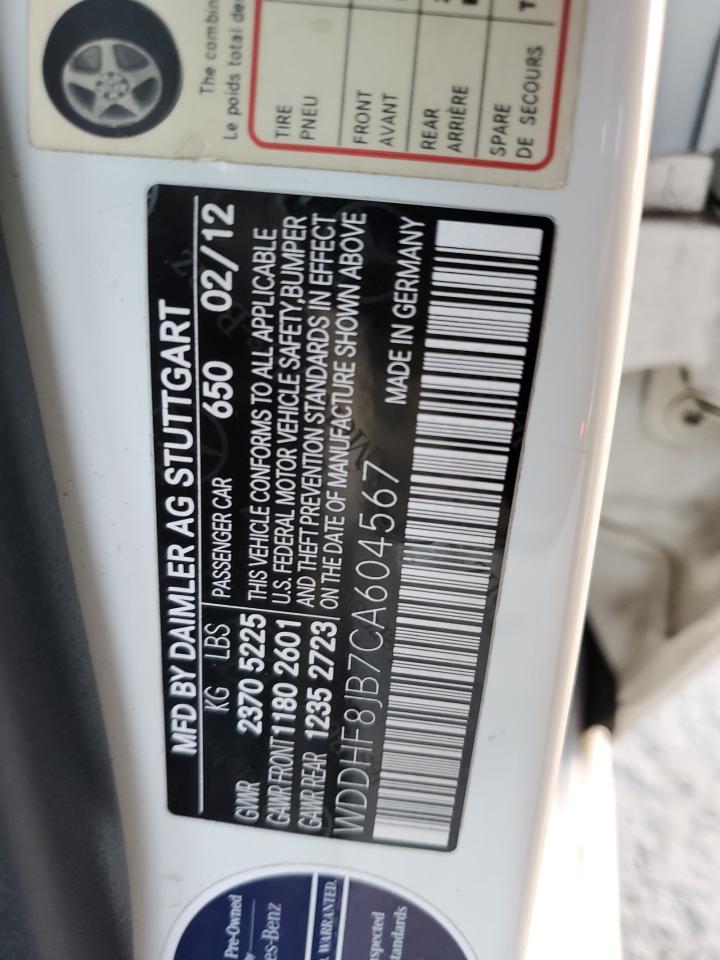 The combin
Le poids total de
TIRE
PNEU
FRONT
AVANT
REAR
ARRIÈRE
SPARE
DE SECOURS
MFD BY DAIMLER AG STUTTGART
KG LBS PASSENGER CAR 650 02/12
GVWR 2370 5225 THIS VEHICLE CONFORMS TO ALL APPLICABLE
U.S. FEDERAL MOTOR VEHICLE SAFETY,BUMPER
GAWR FRONT 1180 2601 AND THEFT PREVENTION STANDARDS IN EFFECT
GAWR REAR 1235 2723 ON THE DATE OF MANUFACTURE SHOWN ABOVE
WDDHF8JB7CA604567 MADE IN GERMANY
Pre-Owned
by
es-Benz
WARRANTED.
spected
tandards